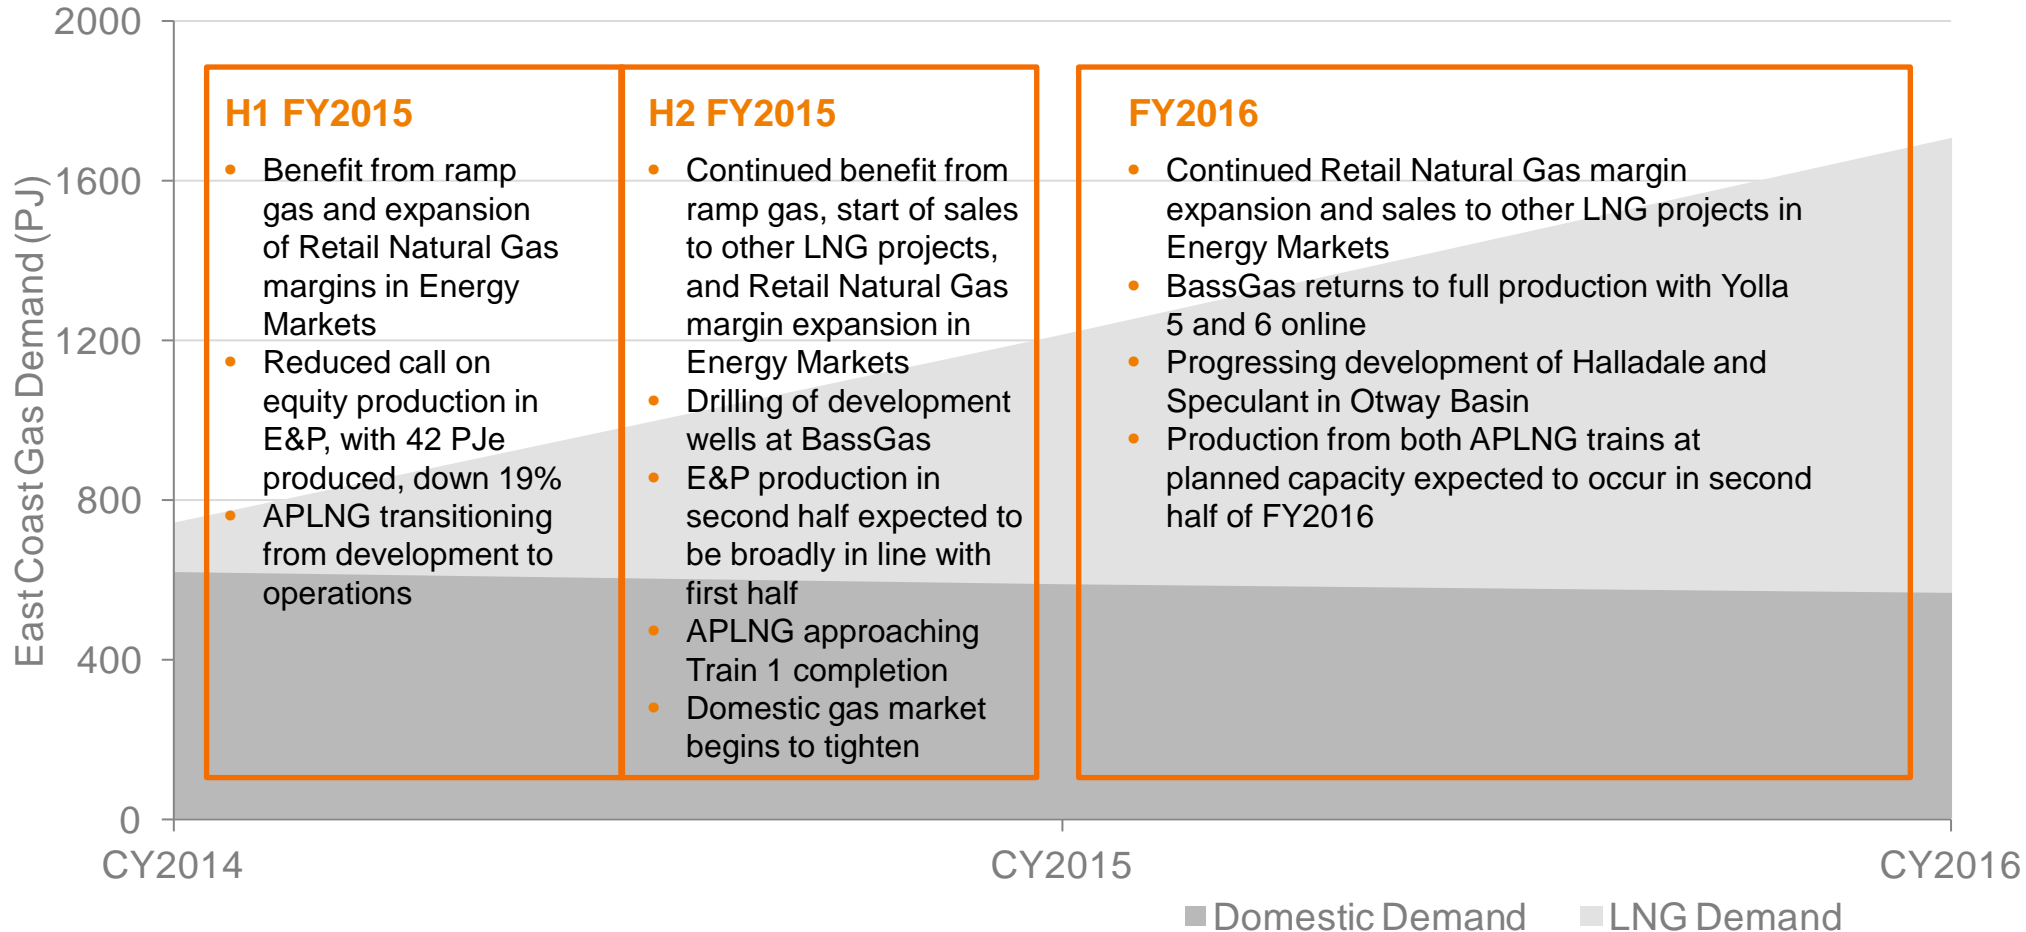 2000
1600
1200
800
400
0
East Coast Gas Demand (PJ)
H1 FY2015
• Benefit from ramp
gas and expansion
of Retail Natural Gas
margins in Energy
Markets
• Reduced call on
equity production in
E&P, with 42 PJe
produced, down 19%
• APLNG transitioning
from development to
operations
H2 FY2015
• Continued benefit from
ramp gas, start of sales
to other LNG projects,
and Retail Natural Gas
margin expansion in
Energy Markets
• Drilling of development
wells at BassGas
• E&P production in
second half expected to
be broadly in line with
first half
• APLNG approaching
Train 1 completion
• Domestic gas market
begins to tighten
FY2016
• Continued Retail Natural Gas margin
expansion and sales to other LNG projects in
Energy Markets
• BassGas returns to full production with Yolla
5 and 6 online
• Progressing development of Halladale and
Speculant in Otway Basin
• Production from both APLNG trains at
planned capacity expected to occur in second
half of FY2016
CY2014
CY2015
CY2016
Domestic Demand
LNG Demand